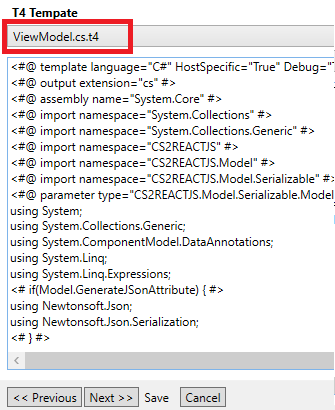 T4 Tempate
ViewModel.cs.t4
<#@ template language="C#" HostSpecific="True" Debug="
<#@ output extension="cs" #>
<#@ assembly name="System.Core" #>
<#@ import namespace="System.Collections" #>
<#@ import namespace="System.Collections.Generic" #>
<#@ import namespace="CS2REACTJS" #>
<#@ import namespace="CS2REACTJS.Model" #>
<#@ import namespace="CS2REACTJS.Model.Serializable" #>
<#@ parameter type="CS2REACTJS.Model.Serializable.Model
using System;
using System.Collections.Generic;
using System.ComponentModel.DataAnnotations;
using System.Linq;
using System.Linq.Expressions;
<# if(Model.GenerateJSonAttribute) { #>
using Newtonsoft.Json;
using Newtonsoft.Json.Serialization;
<# } #>
<< Previous Next >> Save Cancel